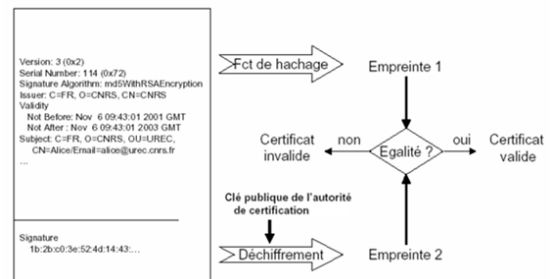 Version: 3 (0x2)
Serial Number: 114 (0x72)
Signature Algorithm: md5WithRSAEncryption
Issuer: C=FR, O=CNRS, CN=CNRS
Validity
Not Before: Nov 6 09:43:01 2001 GMT
Not After : Nov 6 09:43:01 2003 GMT
Subject: C=FR, O=CNRS, OU=UREC,
CN=Alice/Email=alice@urec.cnrs.fr
...
Signature
1b:2b:c0:3e:52:4d:14:43:...
Fct de hachage
Empreinte 1
Certificat
invalide
non
Egalité ?
oui
Certificat
valide
Clé publique de l'autorité
de certification
Déchiffrement
Empreinte 2